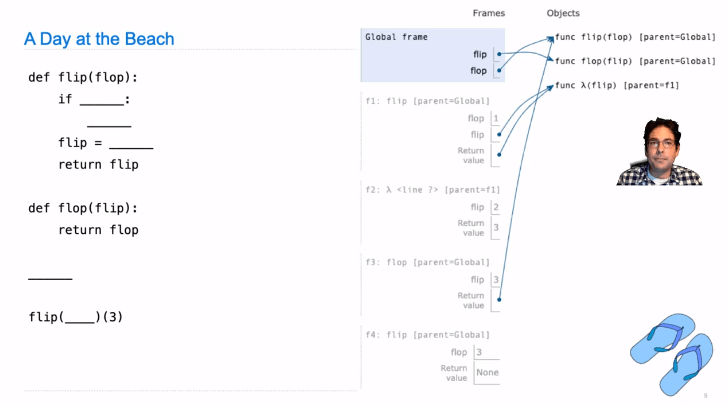 Frames Objects
A Day at the Beach
def flip(flop):
if ______:
______
flip = ______
return flip
def flop(flip):
return flop
______
flip(____)(3)
Global frame
flip
flop
func flip(flop) [parent=Global]
func flop(flip) [parent=Global]
func λ(flip) [parent=f1]
f1: flip [parent=Global]
flop 1
flip
Return
value
f2: λ <line ?> [parent=f1]
flip 2
Return
value 3
f3: flop [parent=Global]
flip 3
Return
value
f4: flip [parent=Global]
flop 3
Return
value None
9